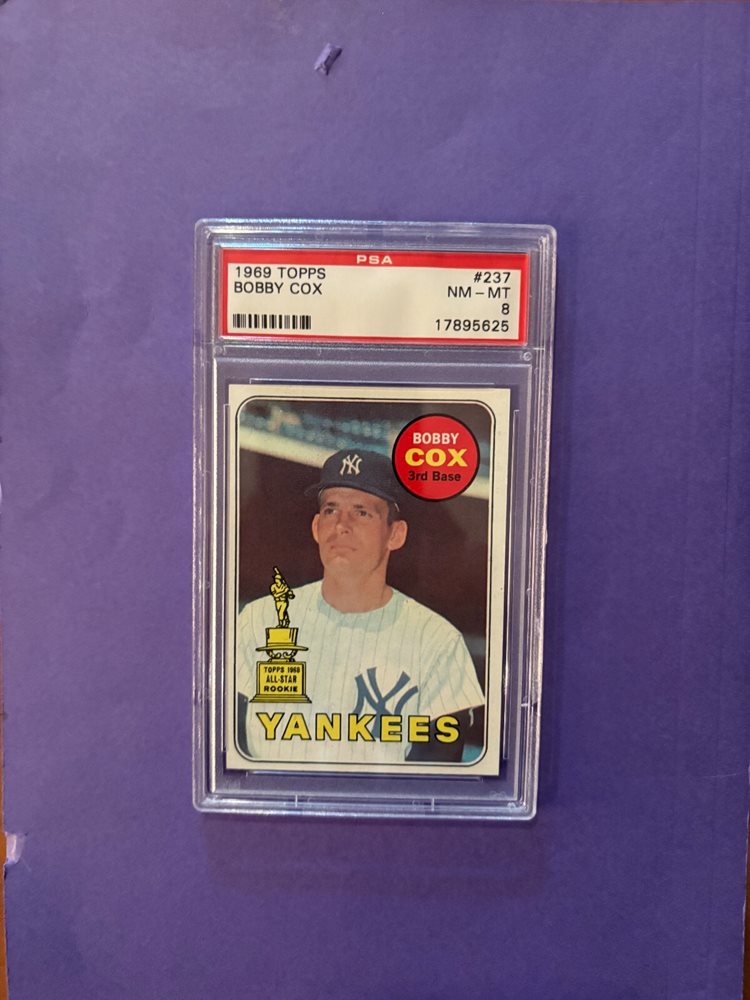 PSA
1969 TOPPS #237
BOBBY COX NM-MT
8
17895625
BOBBY
COX
3rd Base
NY
TOPPS 1968
ALL-STAR
ROOKIE
NY
YANKEES